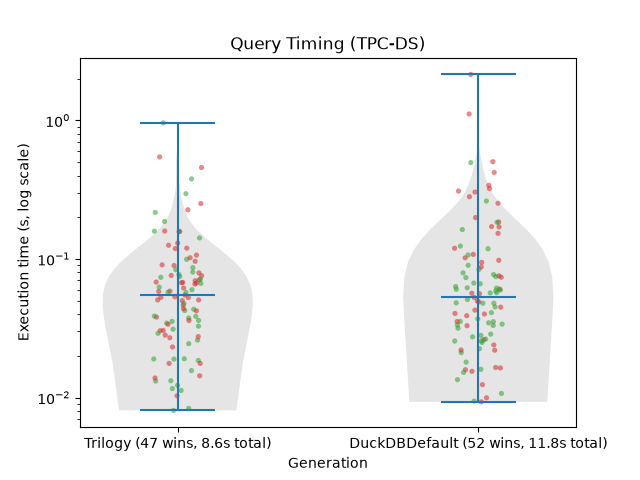 Query Timing (TPC-DS)
Execution time (s, log scale)
10⁰
10⁻¹
10⁻²
Trilogy (47 wins, 8.6s total)
DuckDBDefault (52 wins, 11.8s total)
Generation